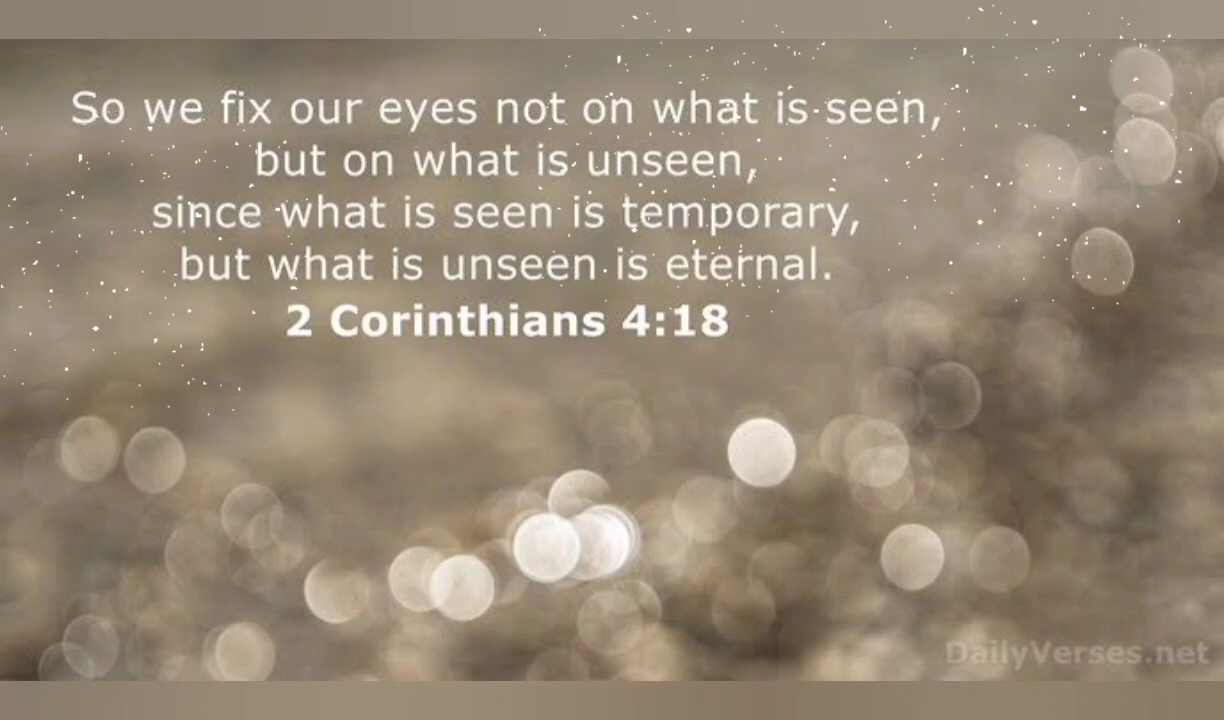 So we fix our eyes not on what is seen,
but on what is unseen,
since what is seen is temporary,
but what is unseen is eternal.
2 Corinthians 4:18
DailyVerses.net